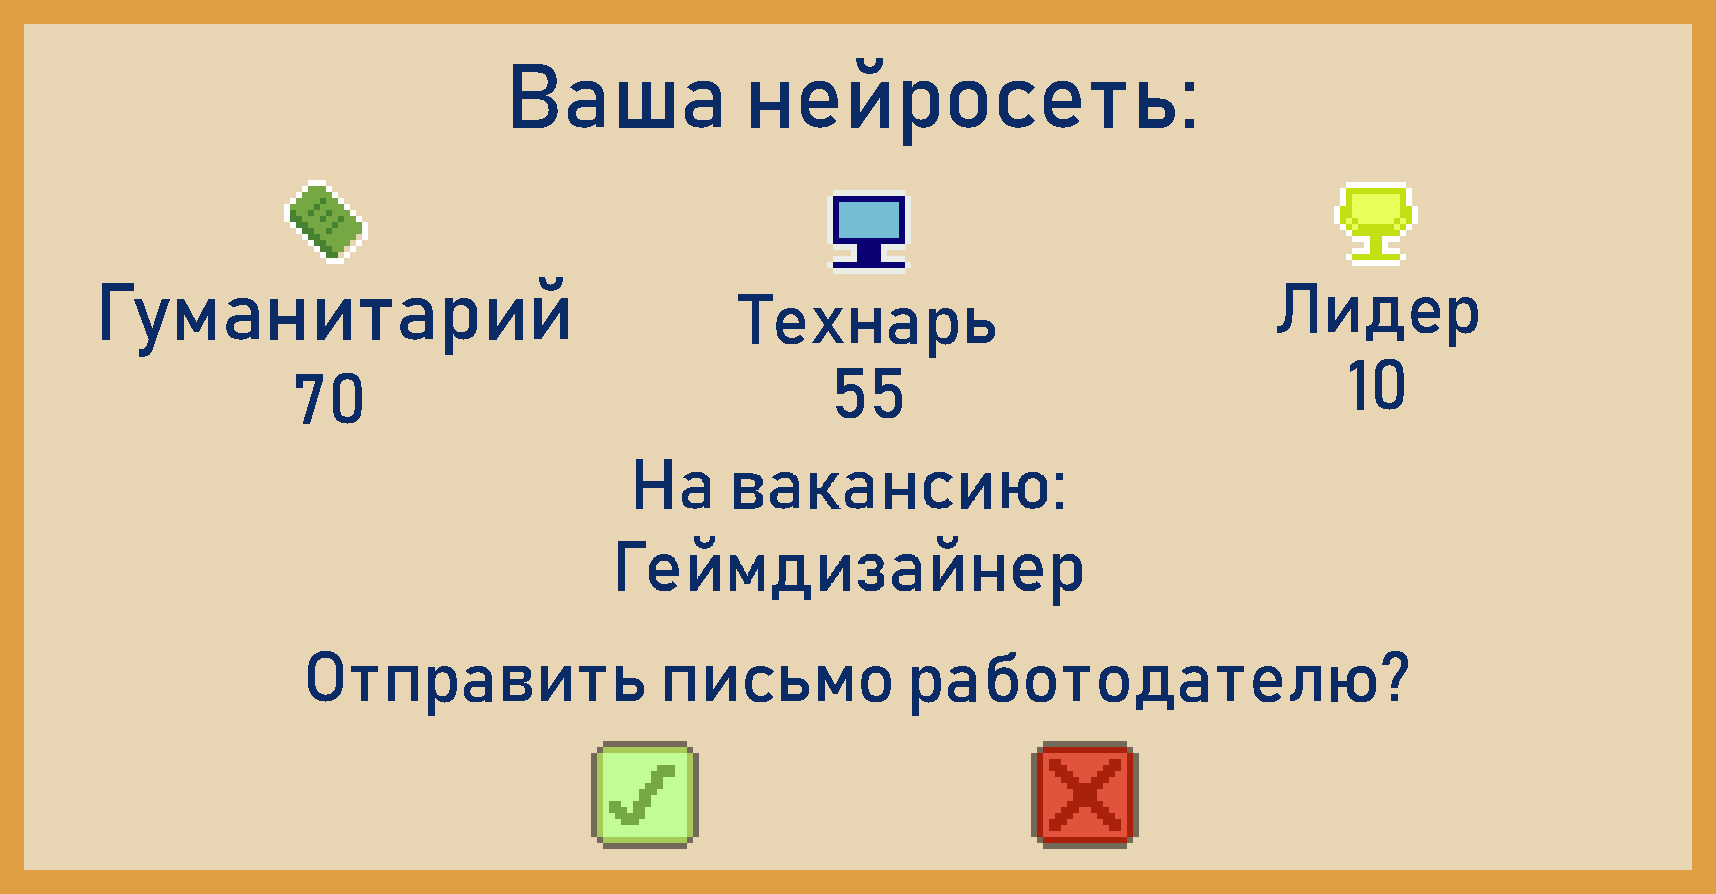 Ваша нейросеть:
Гуманитарий
70
Технарь
55
Лидер
10
На вакансию:
Геймдизайнер
Отправить письмо работодателю?